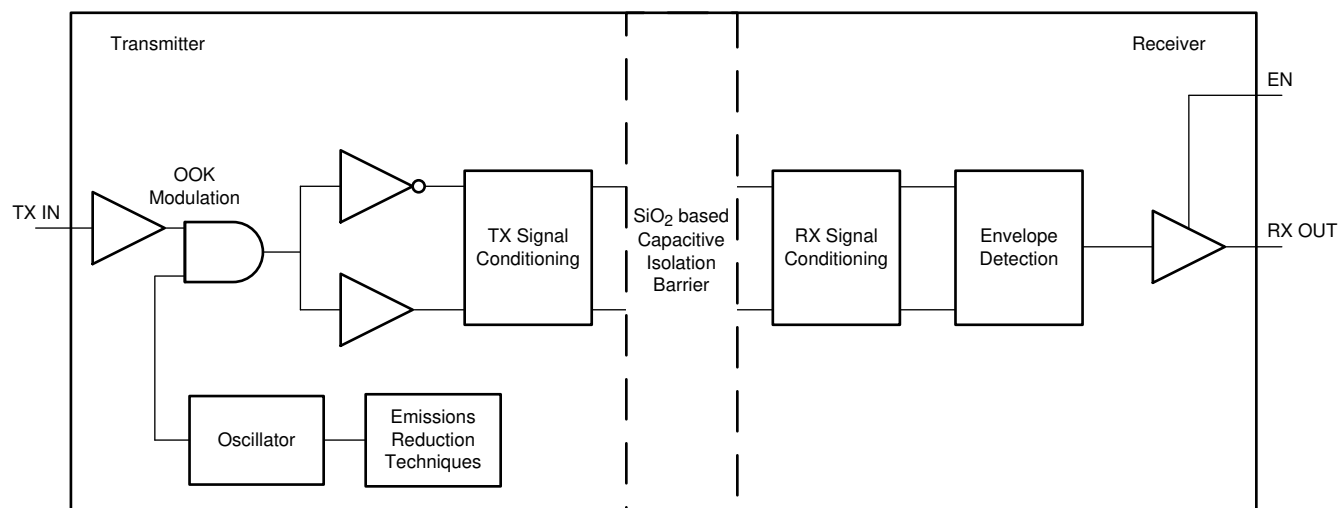 Transmitter
Receiver
EN
OOK
Modulation
TX IN
TX Signal
Conditioning
SiO2 based
Capacitive
Isolation
Barrier
RX Signal
Conditioning
Envelope
Detection
RX OUT
Oscillator
Emissions
Reduction
Techniques